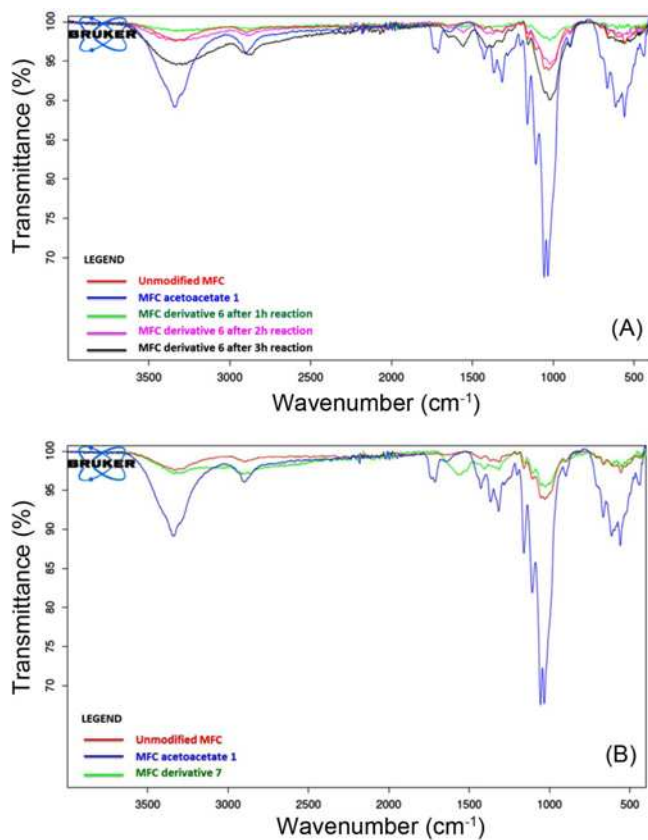 100
95
90
85
80
75
70
BRUKER
Transmittance (%)
LEGEND
Unmodified MFC
MFC acetoacetate 1
MFC derivative 6 after 1h reaction
MFC derivative 6 after 2h reaction
MFC derivative 6 after 3h reaction
(A)
3500 3000 2500 2000 1500 1000 500
Wavenumber (cm⁻¹)
100
95
90
85
80
75
70
BRUKER
Transmittance (%)
LEGEND
Unmodified MFC
MFC acetoacetate 1
MFC derivative 7
(B)
3500 3000 2500 2000 1500 1000 500
Wavenumber (cm⁻¹)